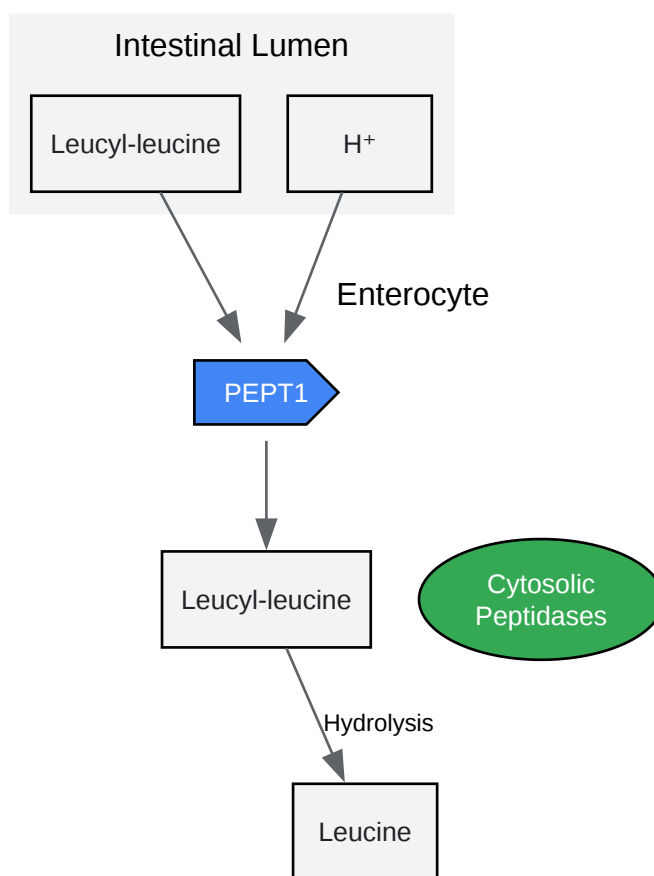 Intestinal Lumen
Leucyl-leucine
H⁺
Enterocyte
PEPT1
Leucyl-leucine
Cytosolic
Peptidases
Hydrolysis
Leucine